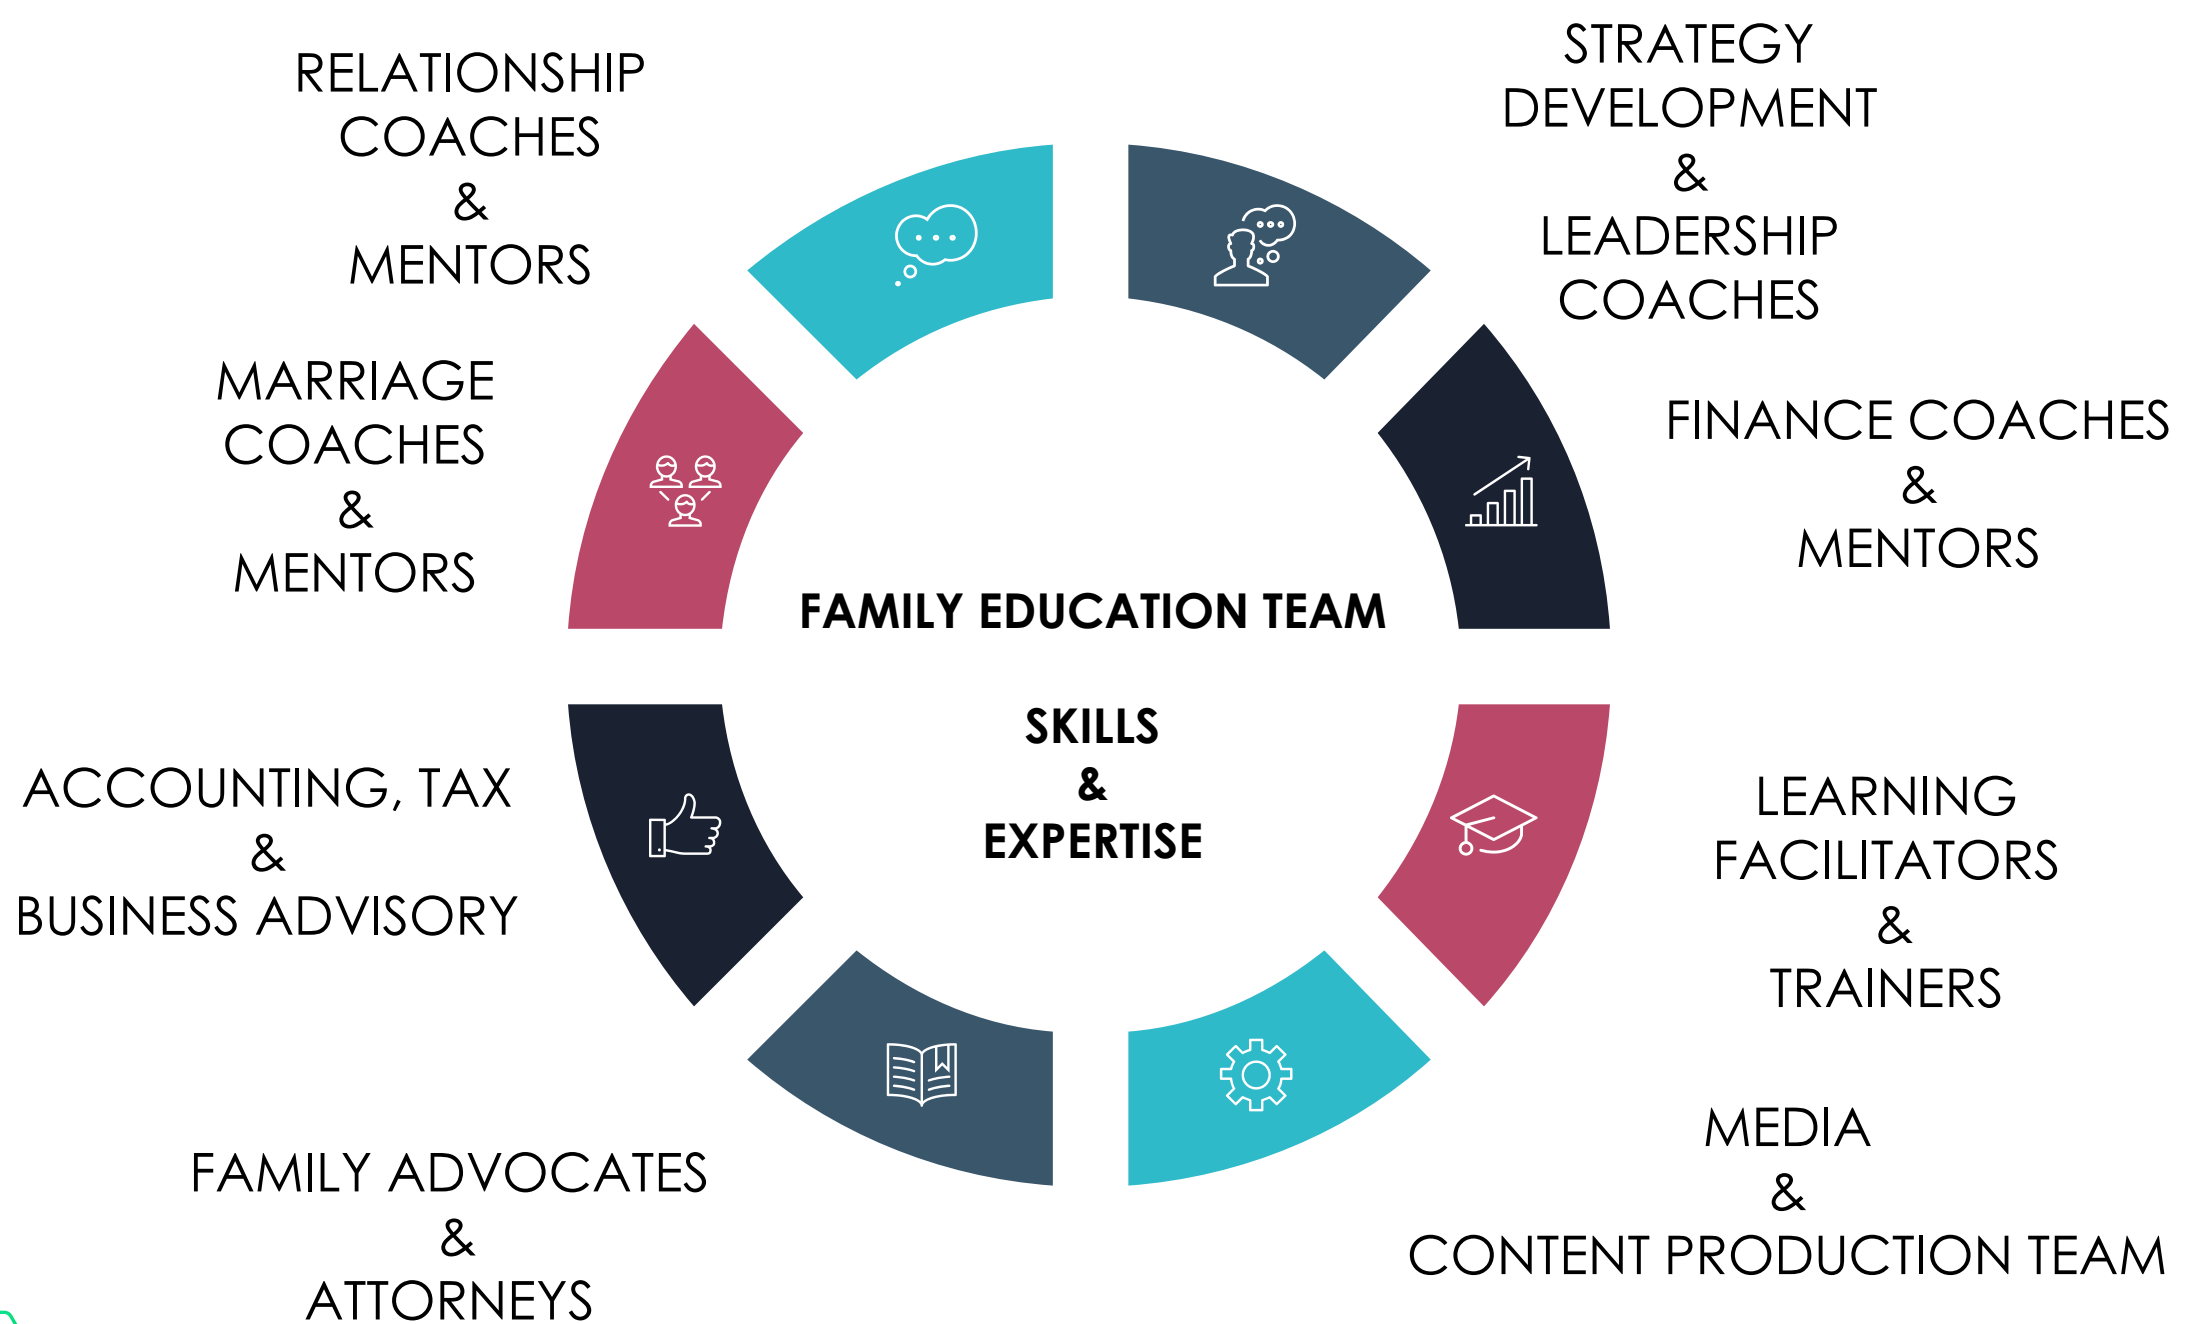 RELATIONSHIP
COACHES
&
MENTORS
STRATEGY
DEVELOPMENT
&
LEADERSHIP
COACHES
MARRIAGE
COACHES
&
MENTORS
FINANCE COACHES
&
MENTORS
FAMILY EDUCATION TEAM
SKILLS
&
EXPERTISE
ACCOUNTING, TAX
&
BUSINESS ADVISORY
LEARNING
FACILITATORS
&
TRAINERS
FAMILY ADVOCATES
&
ATTORNEYS
MEDIA
&
CONTENT PRODUCTION TEAM